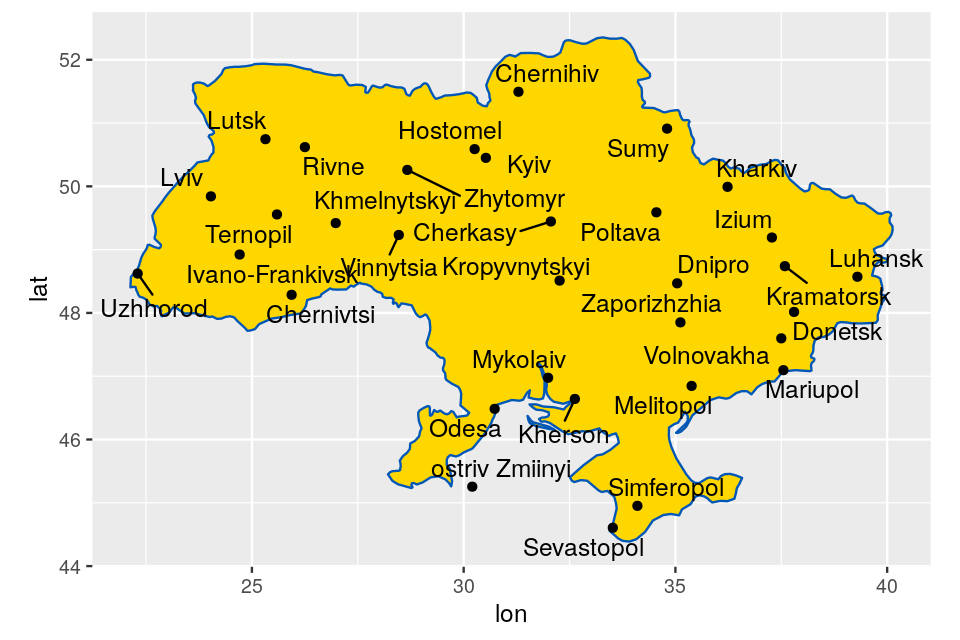 52
50
48
46
44
lat
Chernihiv
Lutsk
Hostomel
Sumy
Rivne
Kyiv
Kharkiv
Lviv
Khmelnytskyi
Zhytomyr
Izium
Ternopil
Cherkasy
Poltava
Luhansk
Ivano-Frankivsk
Vinnytsia
Kropyvnytskyi
Dnipro
Kramatorsk
Uzhhorod
Chernivtsi
Zaporizhzhia
Donetsk
Mykolaiv
Volnovakha
Mariupol
Melitopol
Odesa
Kherson
ostriv Zmiinyi
Simferopol
Sevastopol
25
30
35
40
lon